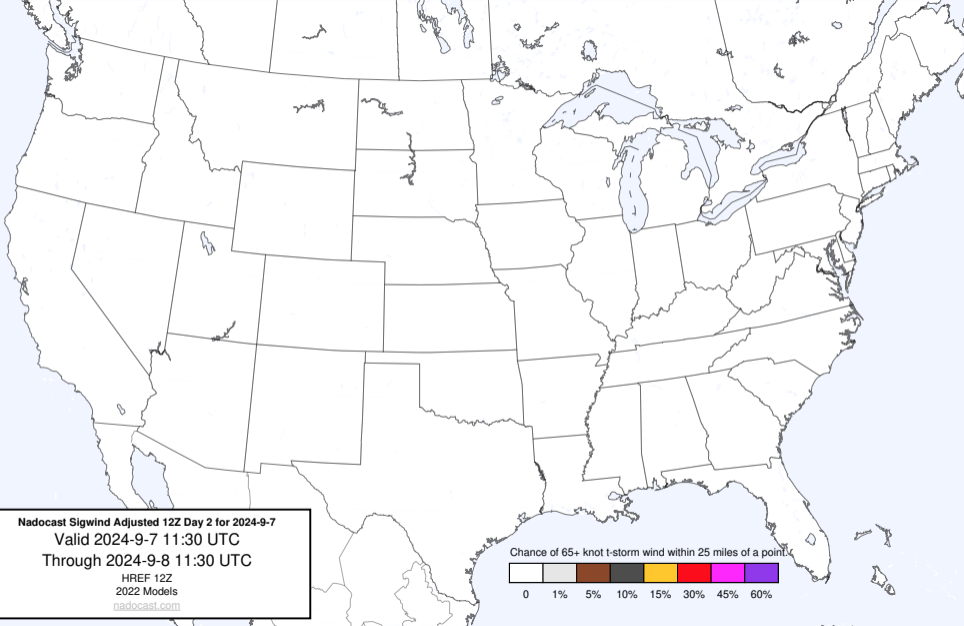 Nadocast Sigwind Adjusted 12Z Day 2 for 2024-9-7
Valid 2024-9-7 11:30 UTC
Through 2024-9-8 11:30 UTC
HREF 12Z
2022 Models
nadocast.com
Chance of 65+ knot t-storm wind within 25 miles of a point.
0 1% 5% 10% 15% 30% 45% 60%